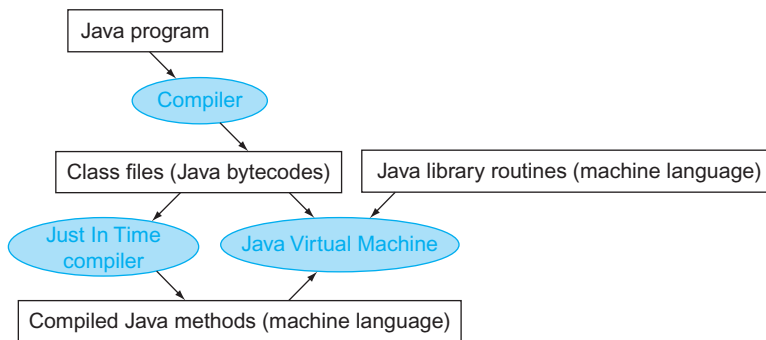 Java program
Compiler
Class files (Java bytecodes)
Java library routines (machine language)
Just In Time
compiler
Java Virtual Machine
Compiled Java methods (machine language)